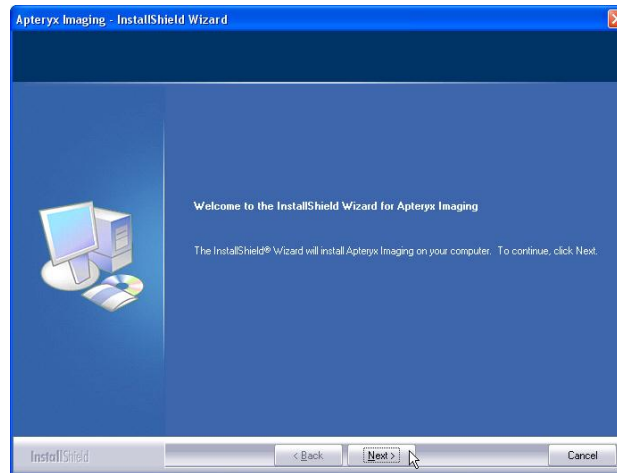 Apteryx Imaging - InstallShield Wizard
Welcome to the InstallShield Wizard for Apteryx Imaging
The InstallShield® Wizard will install Apteryx Imaging on your computer. To continue, click Next.
InstallShield
< Back Next > Cancel